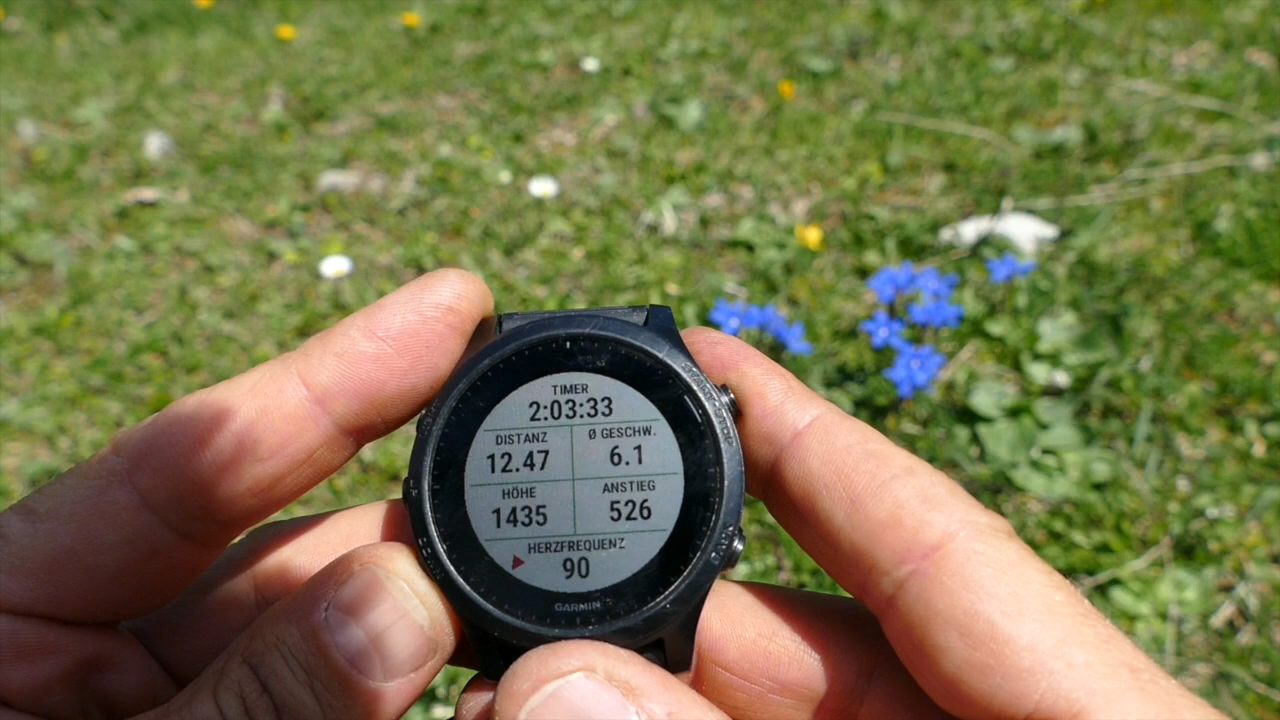 TIMER
2:03:33
DISTANZ
Ø GESCHW.
12.47
6.1
HÖHE
ANSTIEG
1435
526
HERZFREQUENZ
90
GARMIN